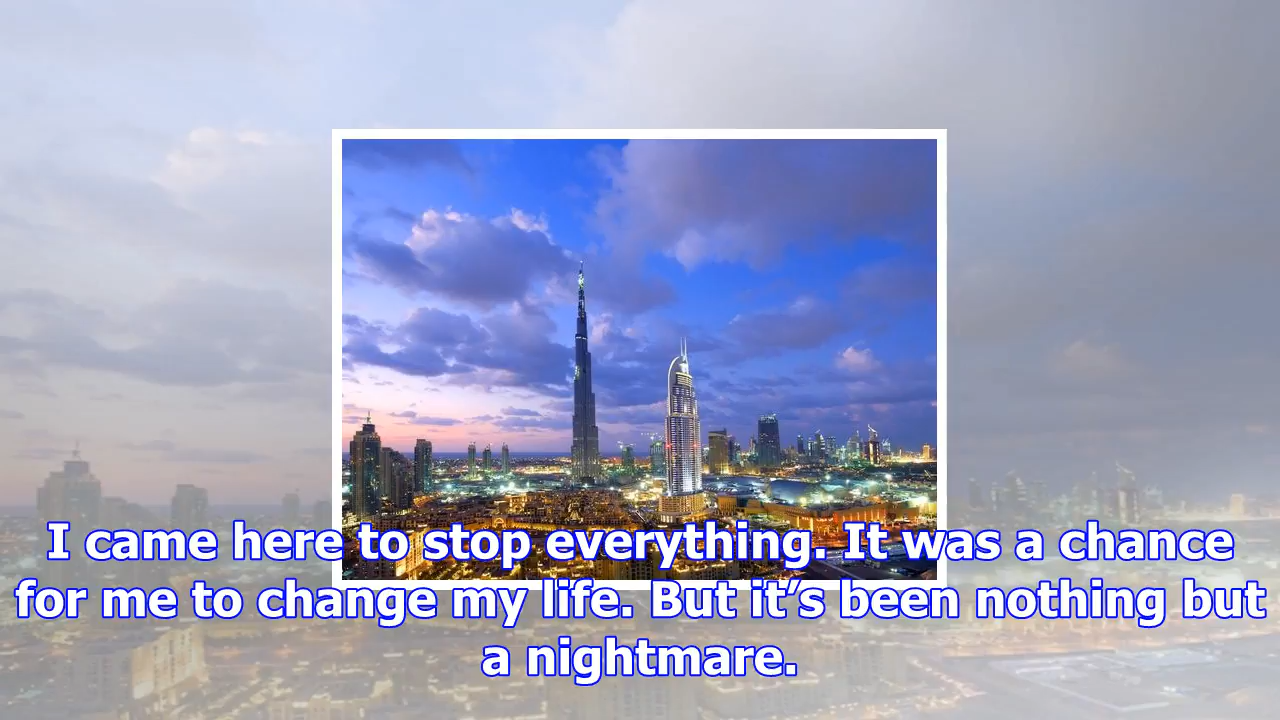 I came here to stop everything. It was a chance
for me to change my life. But it’s been nothing but
a nightmare.